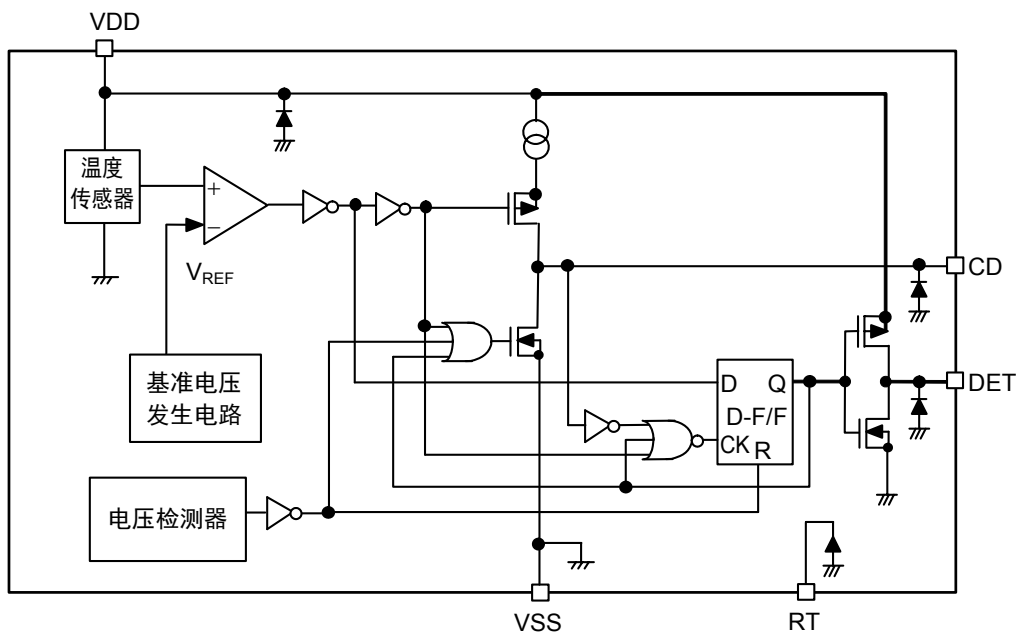 VDD
温度
传感器
+
−
VREF
CD
基准电压
发生电路
D Q
D-F/F
CK R
DET
电压检测器
VSS
RT